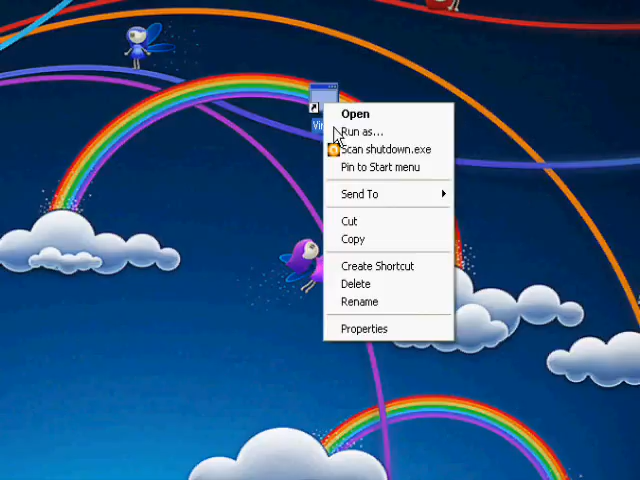 Open
Run as...
Scan shutdown.exe
Pin to Start menu
Send To
Cut
Copy
Create Shortcut
Delete
Rename
Properties